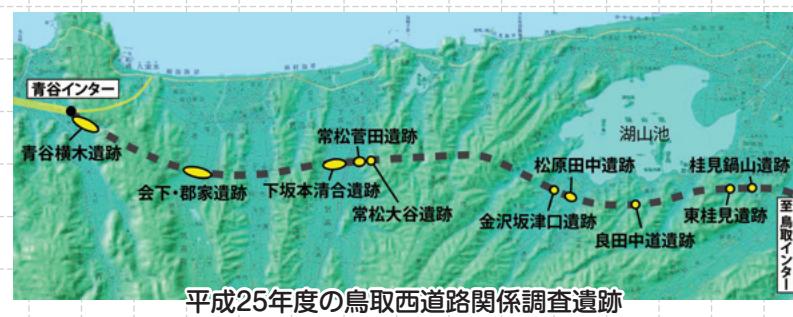 青谷インター
青谷横木遺跡
会下・郡家遺跡
下坂本清合遺跡
常松菅田遺跡
常松大谷遺跡
湖山池
松原田中遺跡
金沢坂津口遺跡
良田中道遺跡
桂見鍋山遺跡
東桂見遺跡
至鳥取インター
平成25年度の鳥取西道路関係調査遺跡